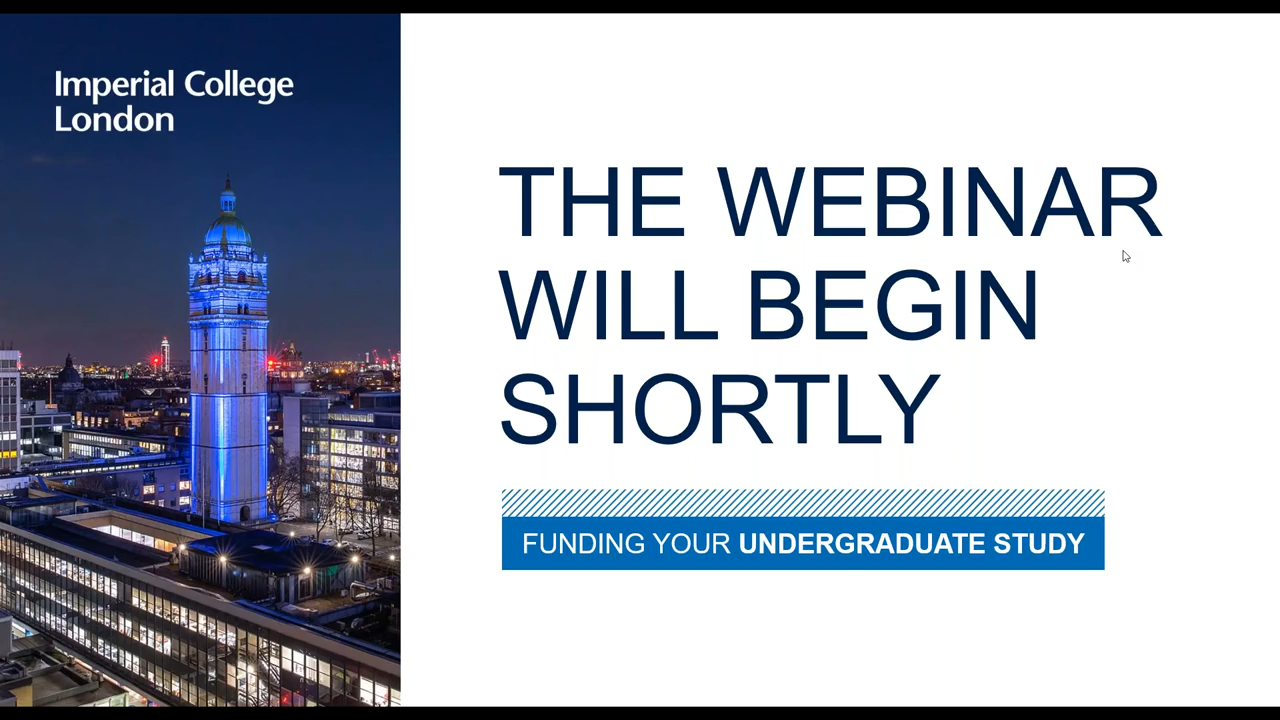 Imperial College
London
THE WEBINAR
WILL BEGIN
SHORTLY
FUNDING YOUR UNDERGRADUATE STUDY